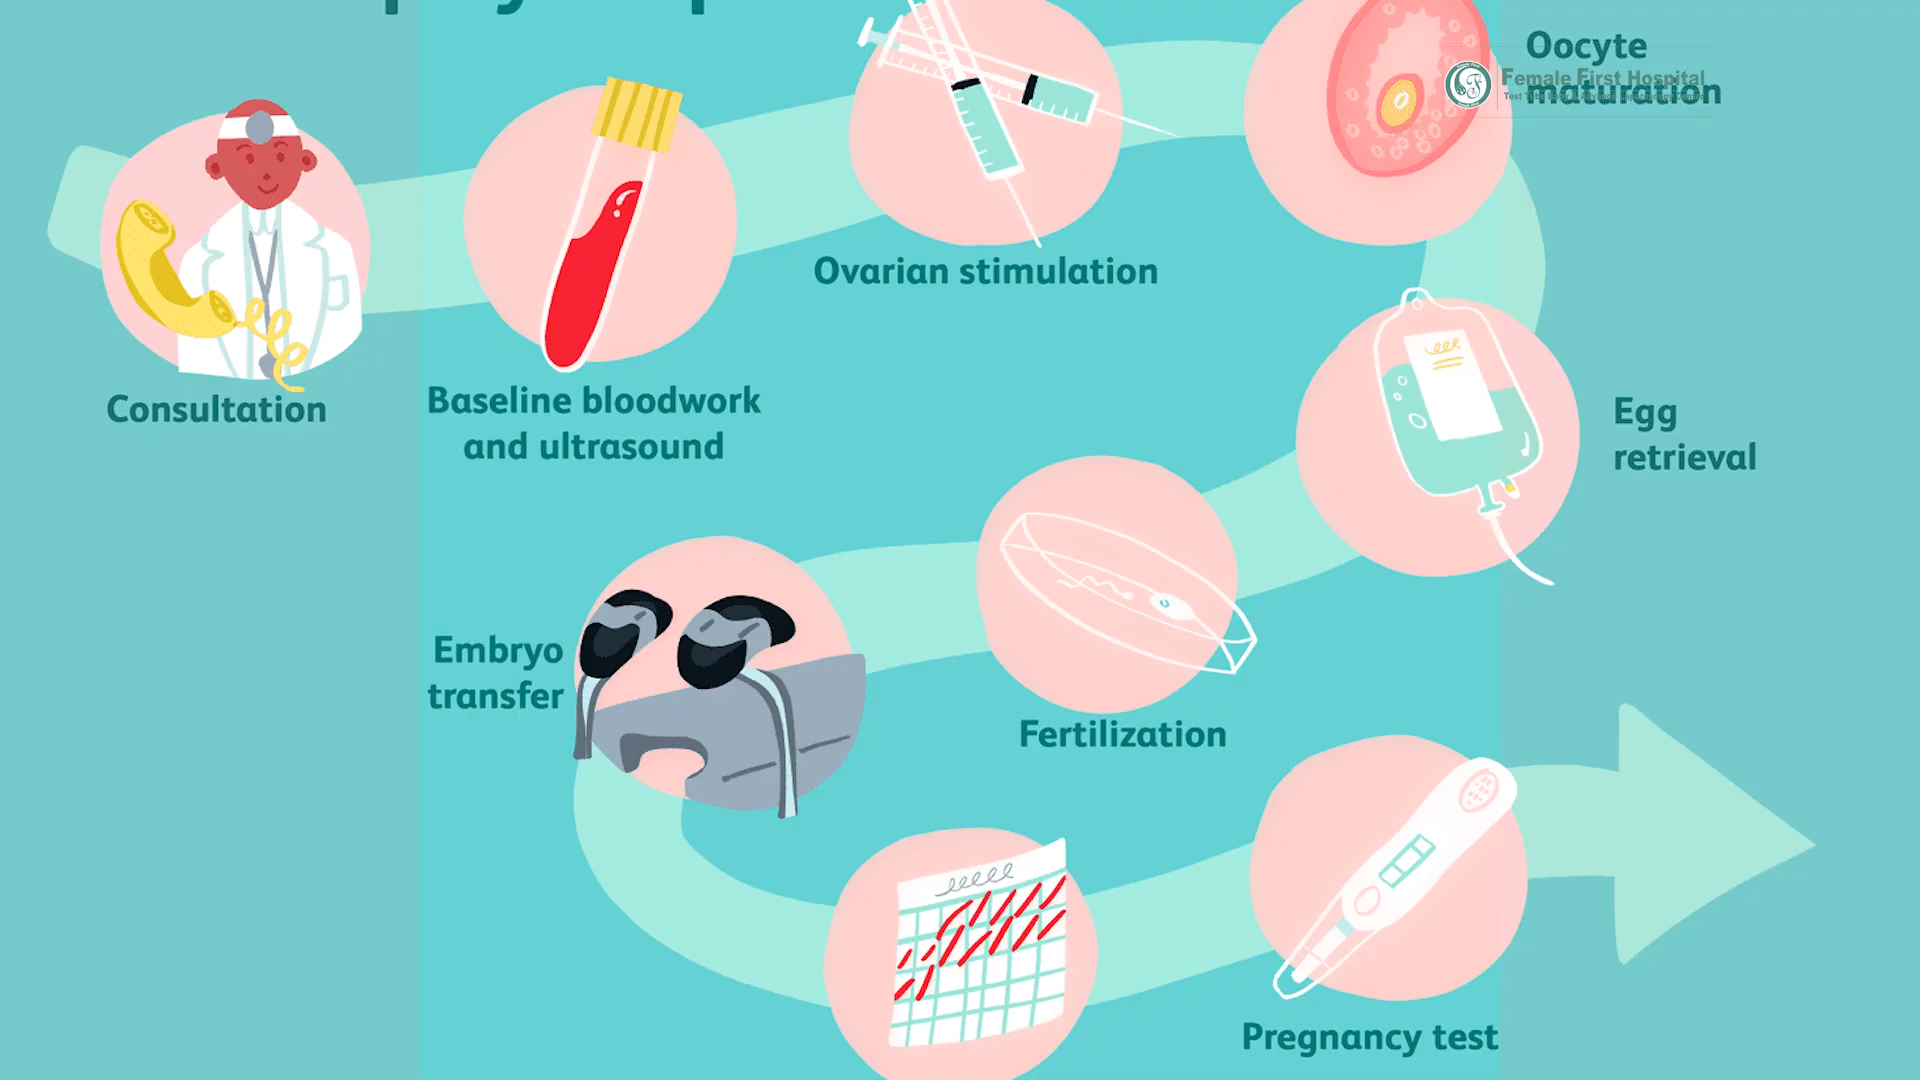 Consultation
Baseline bloodwork
and ultrasound
Ovarian stimulation
Oocyte
maturation
Female First Hospital
Egg
retrieval
Fertilization
Embryo
transfer
Pregnancy test